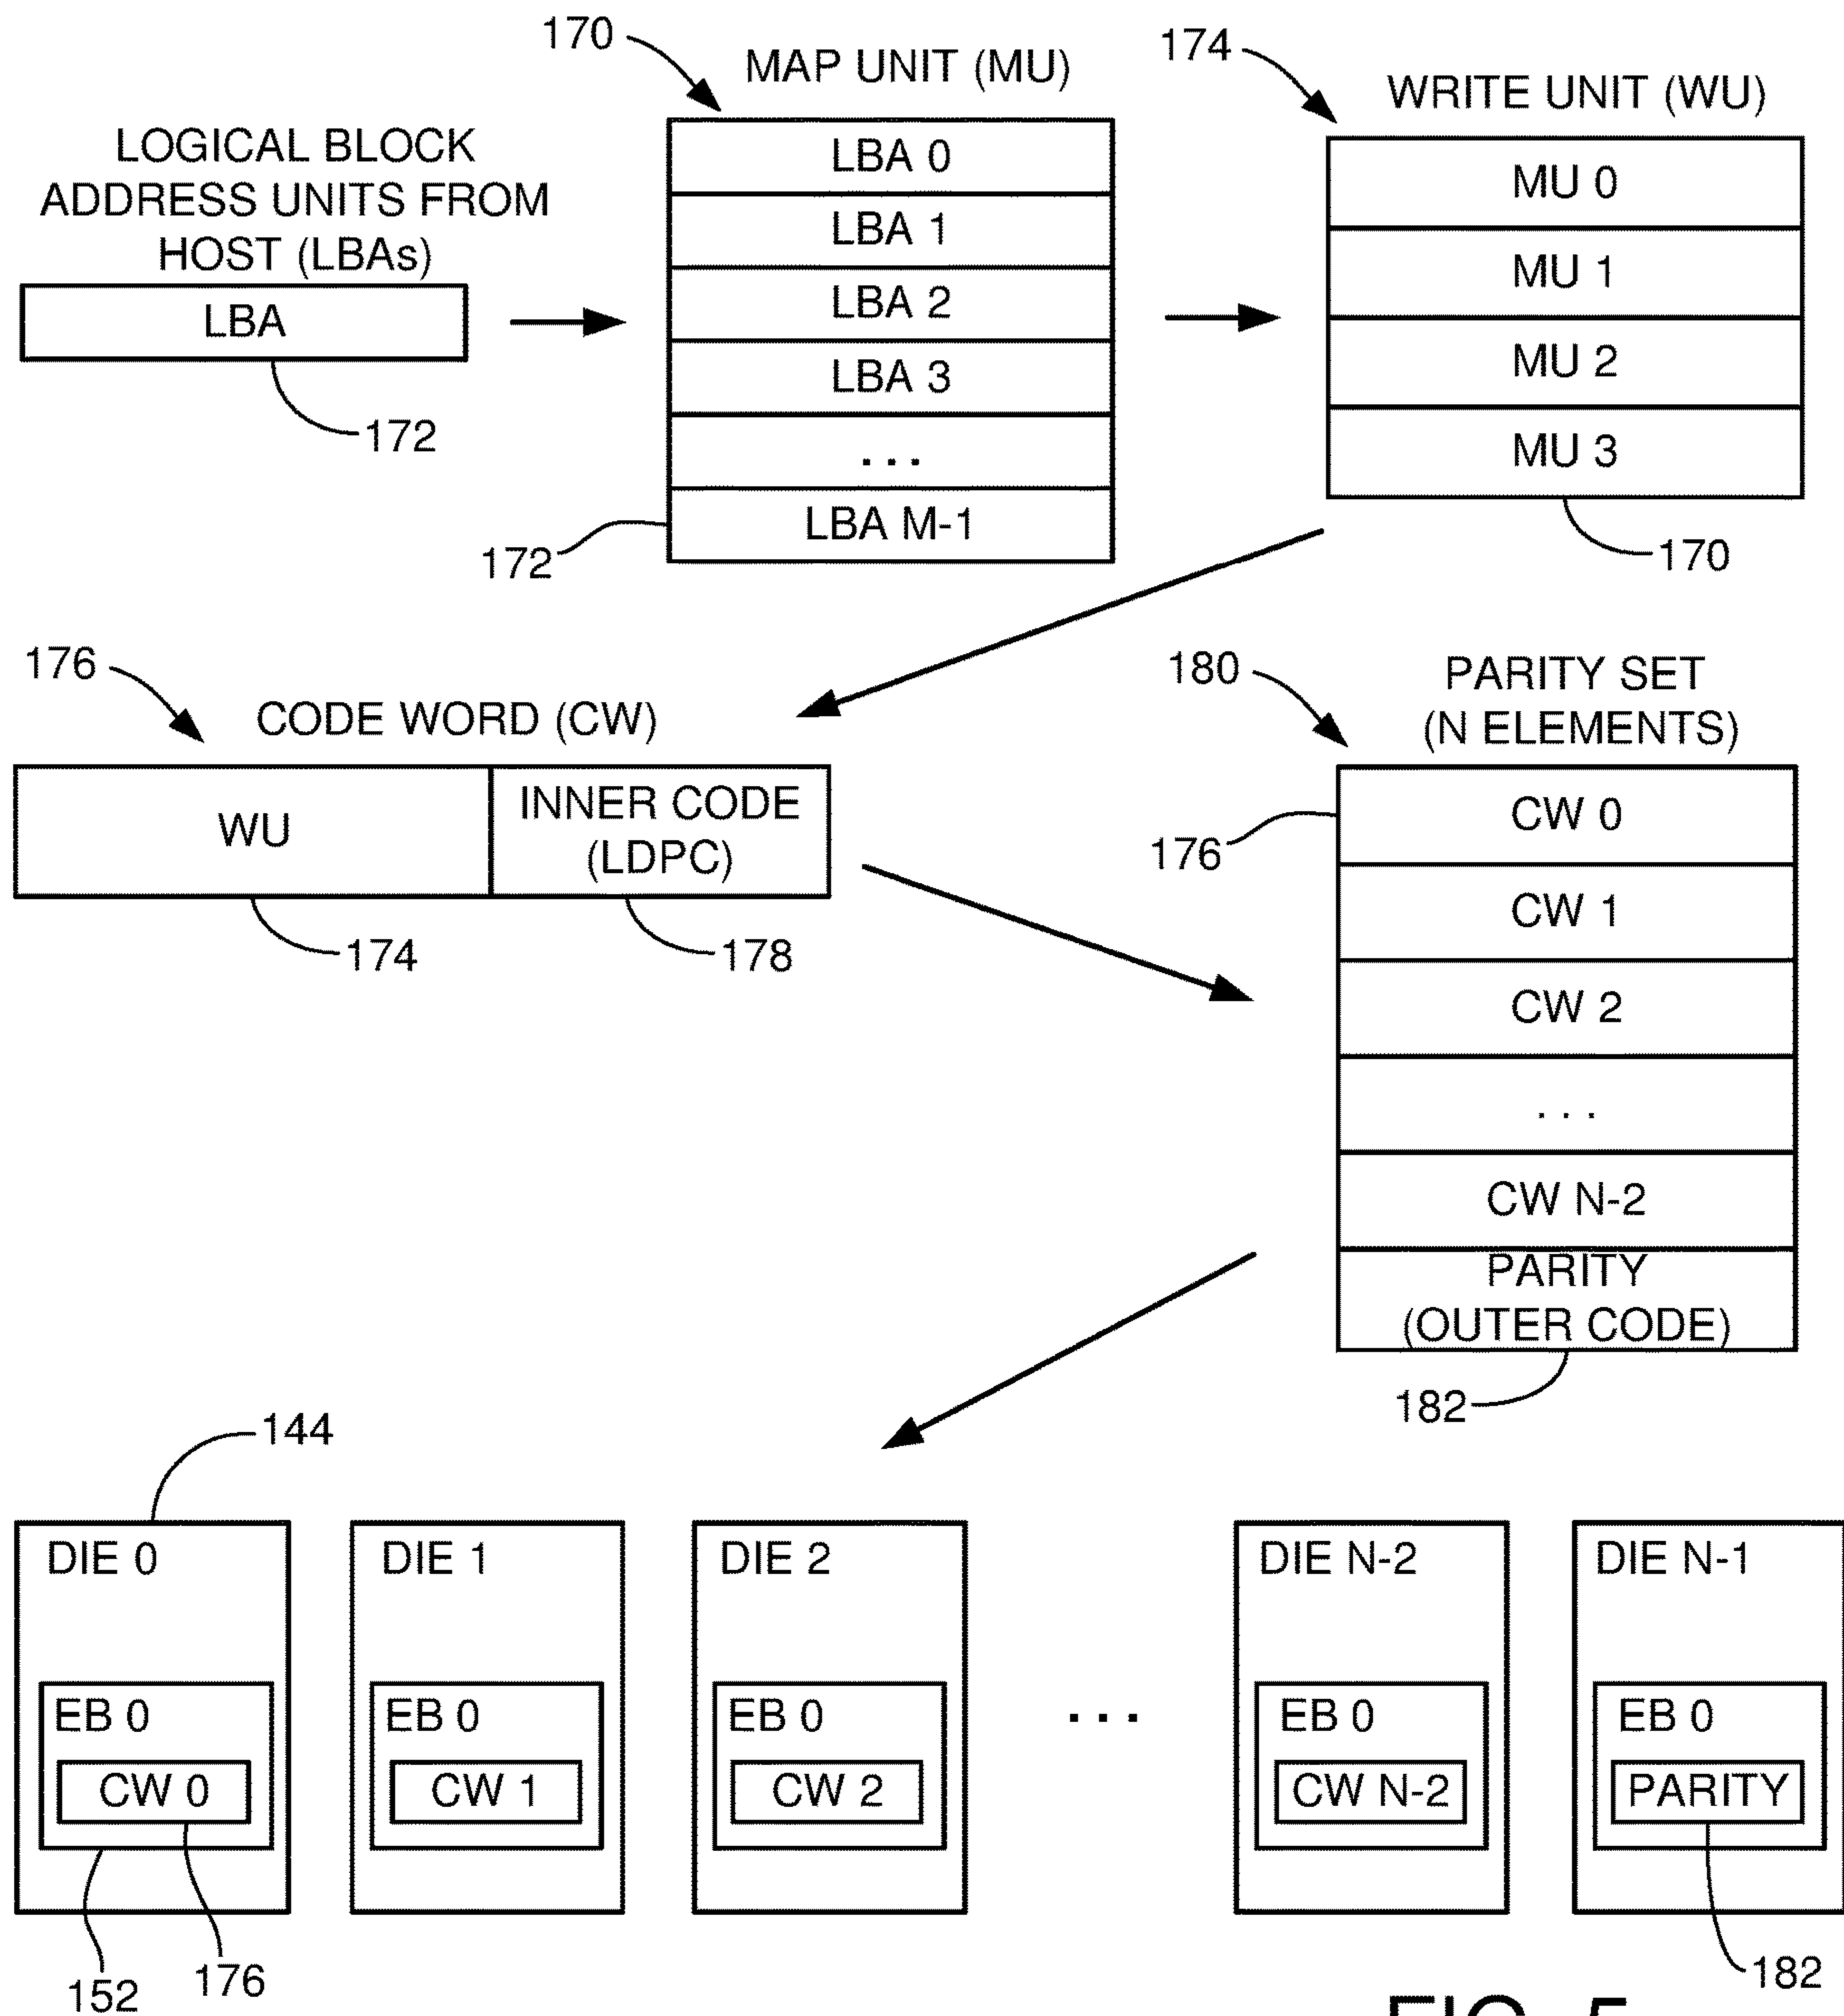 170
MAP UNIT (MU)
174
WRITE UNIT (WU)
LOGICAL BLOCK
ADDRESS UNITS FROM
HOST (LBAs)
LBA
172
LBA 0
LBA 1
LBA 2
LBA 3
...
LBA M-1
172
MU 0
MU 1
MU 2
MU 3
170
176
CODE WORD (CW)
WU
INNER CODE
(LDPC)
174
178
180
PARITY SET
(N ELEMENTS)
176
CW 0
CW 1
CW 2
...
CW N-2
PARITY
(OUTER CODE)
182
144
DIE 0
EB 0
CW 0
152
176
DIE 1
EB 0
CW 1
DIE 2
EB 0
CW 2
...
DIE N-2
EB 0
CW N-2
DIE N-1
EB 0
PARITY
182
FIG. 5